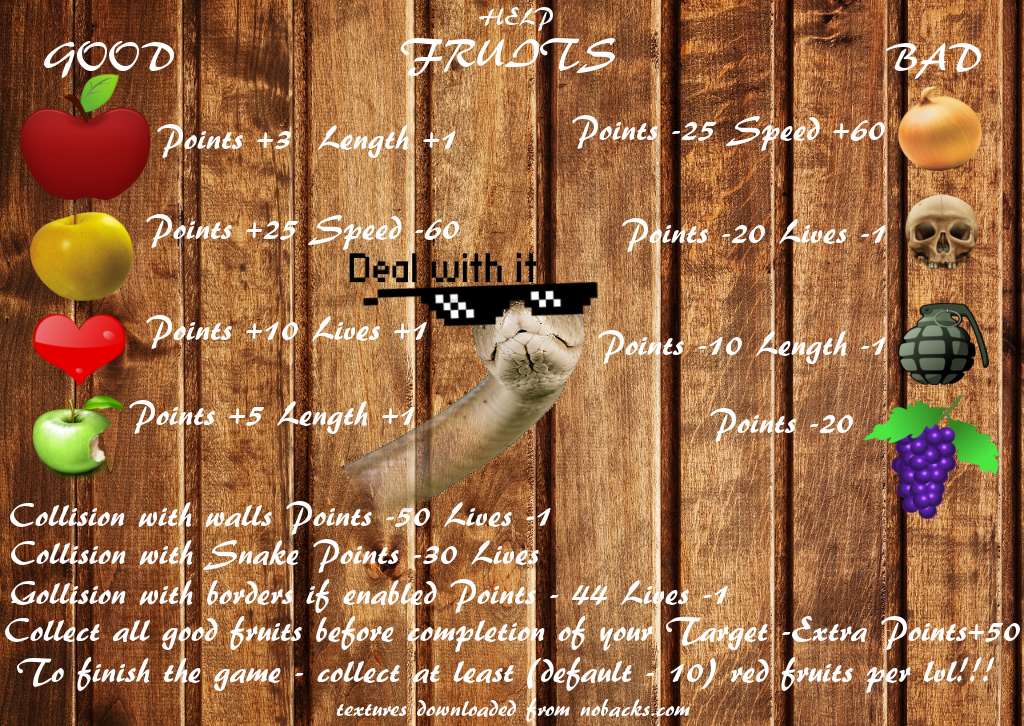 HELP
FRUITS
GOOD
BAD
Points +3 Length +1
Points -25 Speed +60
Points +25 Speed -60
Points -20 Lives -1
Deal with it
Points +10 Lives +1
Points -10 Length -1
Points +5 Length +1
Points -20
Collision with walls Points -50 Lives -1
Collision with Snake Points -30 Lives
Gollision with borders if enabled Points - 44 Lives -1
Collect all good fruits before completion of your Target -Extra Points+50
To finish the game - collect at least (default - 10) red fruits per lvl!!!
textures downloaded from nobacks.com